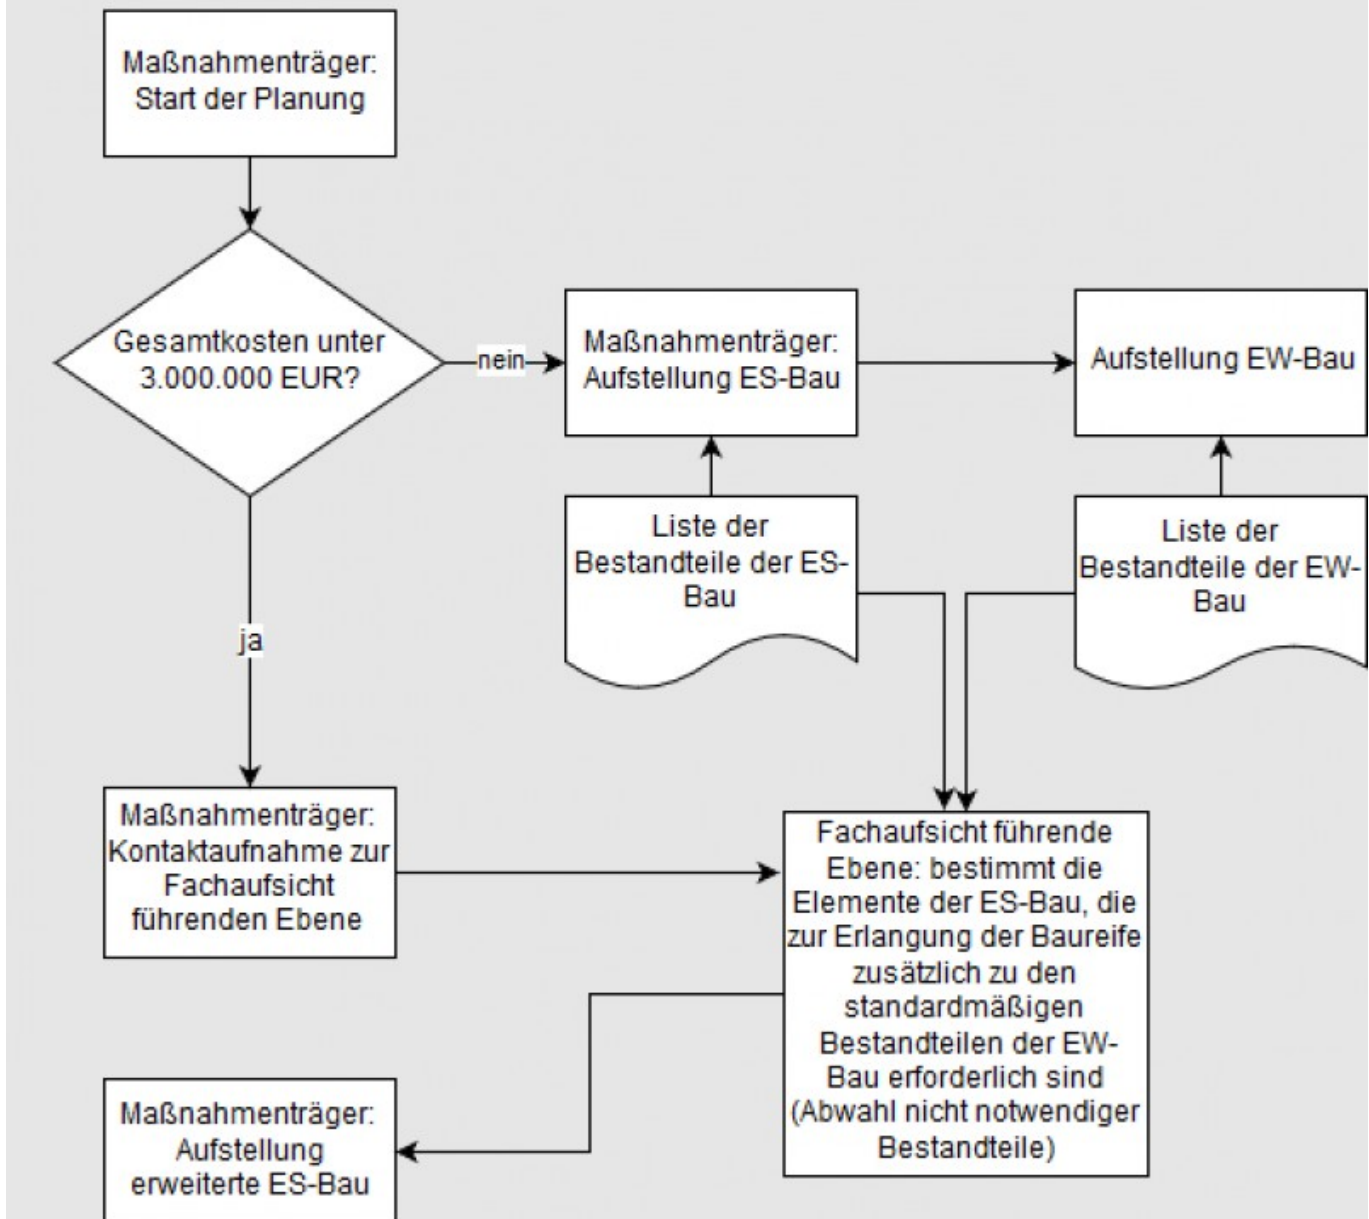 Maßnahmenträger:
Start der Planung
Gesamtkosten unter
3.000.000 EUR?
nein
Maßnahmenträger:
Aufstellung ES-Bau
Aufstellung EW-Bau
Liste der
Bestandteile der ES-
Bau
Liste der
Bestandteile der EW-
Bau
ja
Maßnahmenträger:
Kontaktaufnahme zur
Fachaufsicht
führenden Ebene
Fachaufsicht führende
Ebene: bestimmt die
Elemente der ES-Bau, die
zur Erlangung der Baureife
zusätzlich zu den
standardmäßigen
Bestandteilen der EW-
Bau erforderlich sind
(Abwahl nicht notwendiger
Bestandteile)
Maßnahmenträger:
Aufstellung
erweiterte ES-Bau